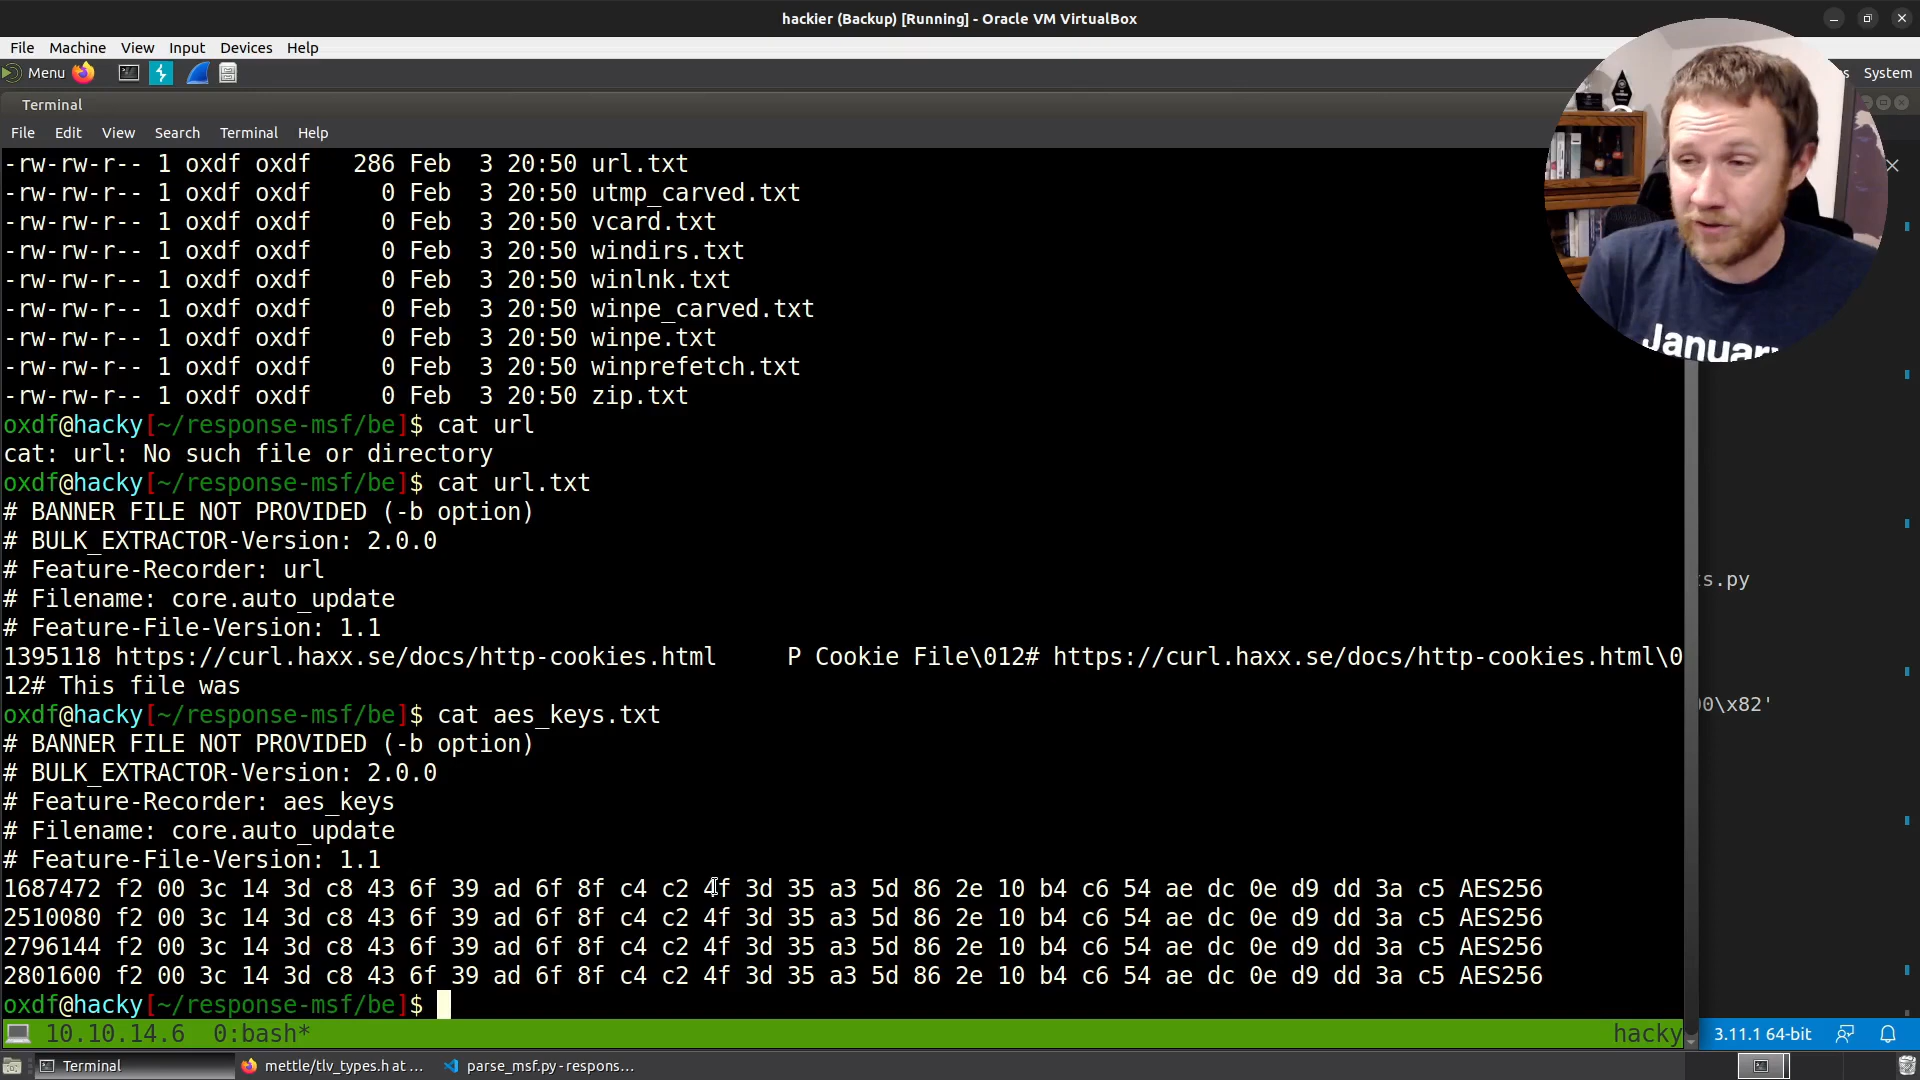 hackier (Backup) [Running] - Oracle VM VirtualBox
File Machine View Input Devices Help
Menu System
Terminal
File Edit View Search Terminal Help
-rw-rw-r-- 1 oxdf oxdf   286 Feb  3 20:50 url.txt
-rw-rw-r-- 1 oxdf oxdf     0 Feb  3 20:50 utmp_carved.txt
-rw-rw-r-- 1 oxdf oxdf     0 Feb  3 20:50 vcard.txt
-rw-rw-r-- 1 oxdf oxdf     0 Feb  3 20:50 windirs.txt
-rw-rw-r-- 1 oxdf oxdf     0 Feb  3 20:50 winlnk.txt
-rw-rw-r-- 1 oxdf oxdf     0 Feb  3 20:50 winpe_carved.txt
-rw-rw-r-- 1 oxdf oxdf     0 Feb  3 20:50 winpe.txt
-rw-rw-r-- 1 oxdf oxdf     0 Feb  3 20:50 winprefetch.txt
-rw-rw-r-- 1 oxdf oxdf     0 Feb  3 20:50 zip.txt
oxdf@hacky[~/response-msf/be]$ cat url
cat: url: No such file or directory
oxdf@hacky[~/response-msf/be]$ cat url.txt
# BANNER FILE NOT PROVIDED (-b option)
# BULK_EXTRACTOR-Version: 2.0.0
# Feature-Recorder: url
# Filename: core.auto_update
# Feature-File-Version: 1.1
1395118 https://curl.haxx.se/docs/http-cookies.html     P Cookie File\012# https://curl.haxx.se/docs/http-cookies.html\0
12# This file was
oxdf@hacky[~/response-msf/be]$ cat aes_keys.txt
# BANNER FILE NOT PROVIDED (-b option)
# BULK_EXTRACTOR-Version: 2.0.0
# Feature-Recorder: aes_keys
# Filename: core.auto_update
# Feature-File-Version: 1.1
1687472 f2 00 3c 14 3d c8 43 6f 39 ad 6f 8f c4 c2 4f 3d 35 a3 5d 86 2e 10 b4 c6 54 ae dc 0e d9 dd 3a c5 AES256
2510080 f2 00 3c 14 3d c8 43 6f 39 ad 6f 8f c4 c2 4f 3d 35 a3 5d 86 2e 10 b4 c6 54 ae dc 0e d9 dd 3a c5 AES256
2796144 f2 00 3c 14 3d c8 43 6f 39 ad 6f 8f c4 c2 4f 3d 35 a3 5d 86 2e 10 b4 c6 54 ae dc 0e d9 dd 3a c5 AES256
2801600 f2 00 3c 14 3d c8 43 6f 39 ad 6f 8f c4 c2 4f 3d 35 a3 5d 86 2e 10 b4 c6 54 ae dc 0e d9 dd 3a c5 AES256
oxdf@hacky[~/response-msf/be]$
10.10.14.6  0:bash* hacky
s.py
00\x82'
3.11.1 64-bit
Terminal mettle/tlv_types.h at ... parse_msf.py - respons...